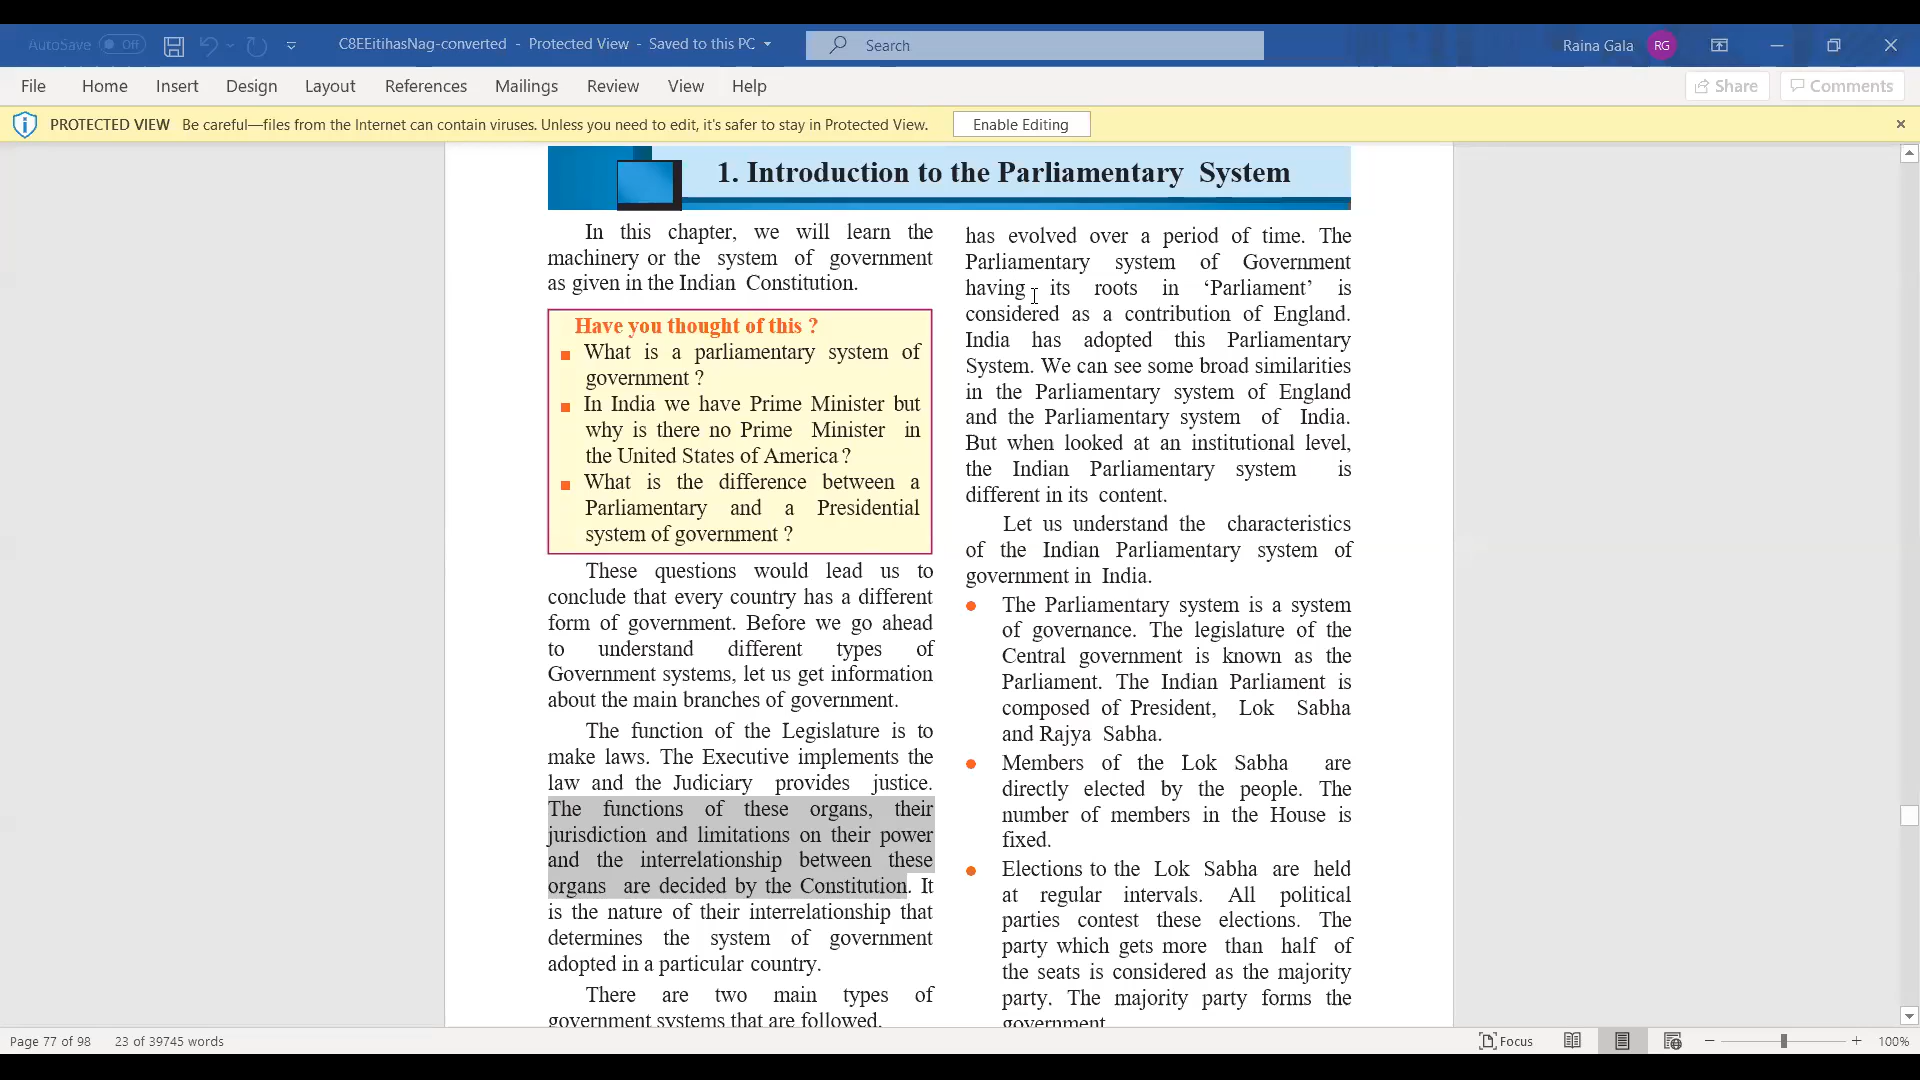 AutoSave Off
C8EEitihasNag-converted - Protected View - Saved to this PC
Search
Raina Gala RG
File Home Insert Design Layout References Mailings Review View Help
Share Comments
PROTECTED VIEW Be careful—files from the Internet can contain viruses. Unless you need to edit, it's safer to stay in Protected View. Enable Editing
1. Introduction to the Parliamentary System
In this chapter, we will learn the
machinery or the system of government
as given in the Indian Constitution.
Have you thought of this ?
What is a parliamentary system of
government ?
In India we have Prime Minister but
why is there no Prime Minister in
the United States of America ?
What is the difference between a
Parliamentary and a Presidential
system of government ?
These questions would lead us to
conclude that every country has a different
form of government. Before we go ahead
to understand different types of
Government systems, let us get information
about the main branches of government.
The function of the Legislature is to
make laws. The Executive implements the
law and the Judiciary provides justice.
The functions of these organs, their
jurisdiction and limitations on their power
and the interrelationship between these
organs are decided by the Constitution. It
is the nature of their interrelationship that
determines the system of government
adopted in a particular country.
There are two main types of
government systems that are followed.
has evolved over a period of time. The
Parliamentary system of Government
having its roots in ‘Parliament’ is
considered as a contribution of England.
India has adopted this Parliamentary
System. We can see some broad similarities
in the Parliamentary system of England
and the Parliamentary system of India.
But when looked at an institutional level,
the Indian Parliamentary system is
different in its content.
Let us understand the characteristics
of the Indian Parliamentary system of
government in India.
The Parliamentary system is a system
of governance. The legislature of the
Central government is known as the
Parliament. The Indian Parliament is
composed of President, Lok Sabha
and Rajya Sabha.
Members of the Lok Sabha are
directly elected by the people. The
number of members in the House is
fixed.
Elections to the Lok Sabha are held
at regular intervals. All political
parties contest these elections. The
party which gets more than half of
the seats is considered as the majority
party. The majority party forms the
government.
Page 77 of 98 23 of 39745 words
Focus
100%